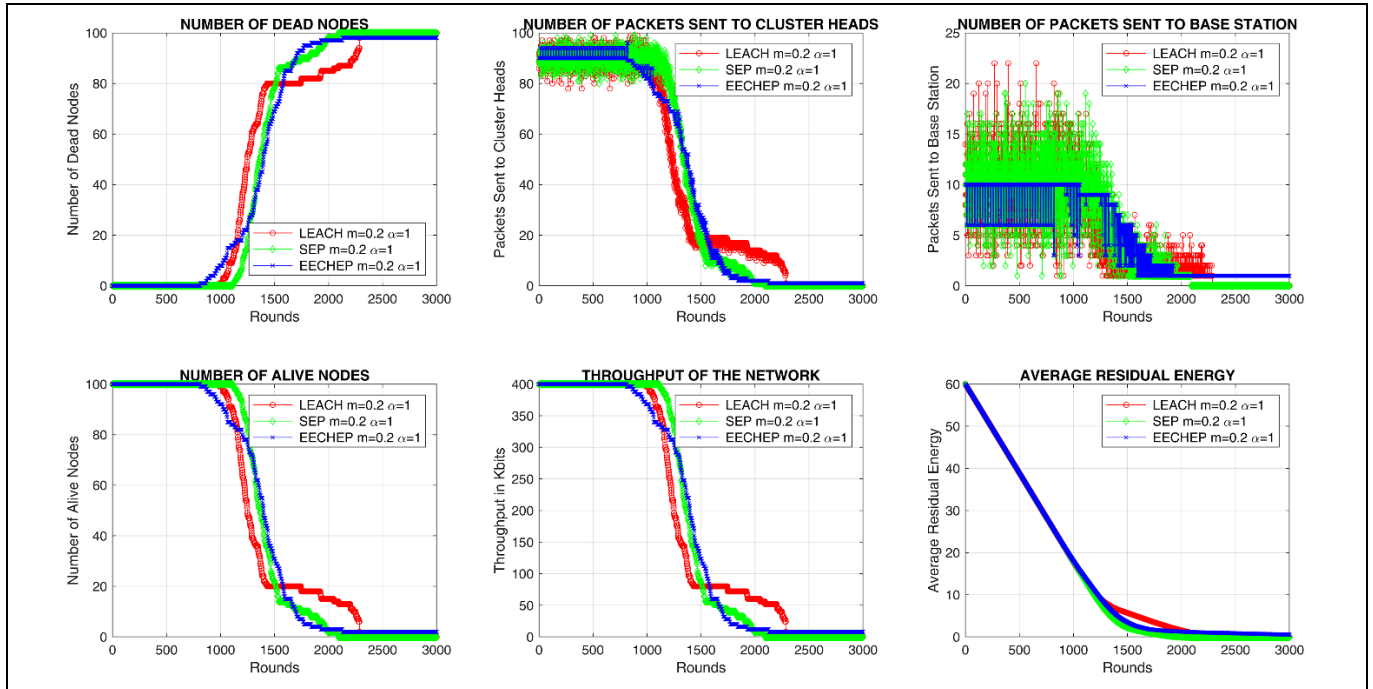 NUMBER OF DEAD NODES
100
80
60
40
20
0
Number of Dead Nodes
LEACH m=0.2 α=1
SEP m=0.2 α=1
EECHEP m=0.2 α=1
0 500 1000 1500 2000 2500 3000
Rounds
NUMBER OF PACKETS SENT TO CLUSTER HEADS
100
80
60
40
20
0
Packets Sent to Cluster Heads
LEACH m=0.2 α=1
SEP m=0.2 α=1
EECHEP m=0.2 α=1
0 500 1000 1500 2000 2500 3000
Rounds
NUMBER OF PACKETS SENT TO BASE STATION
25
20
15
10
5
0
Packets Sent to Base Station
LEACH m=0.2 α=1
SEP m=0.2 α=1
EECHEP m=0.2 α=1
0 500 1000 1500 2000 2500 3000
Rounds
NUMBER OF ALIVE NODES
100
80
60
40
20
0
Number of Alive Nodes
LEACH m=0.2 α=1
SEP m=0.2 α=1
EECHEP m=0.2 α=1
0 500 1000 1500 2000 2500 3000
Rounds
THROUGHPUT OF THE NETWORK
400
350
300
250
200
150
100
50
0
Throughput in Kbits
LEACH m=0.2 α=1
SEP m=0.2 α=1
EECHEP m=0.2 α=1
0 500 1000 1500 2000 2500 3000
Rounds
AVERAGE RESIDUAL ENERGY
60
50
40
30
20
10
0
Average Residual Energy
LEACH m=0.2 α=1
SEP m=0.2 α=1
EECHEP m=0.2 α=1
0 500 1000 1500 2000 2500 3000
Rounds